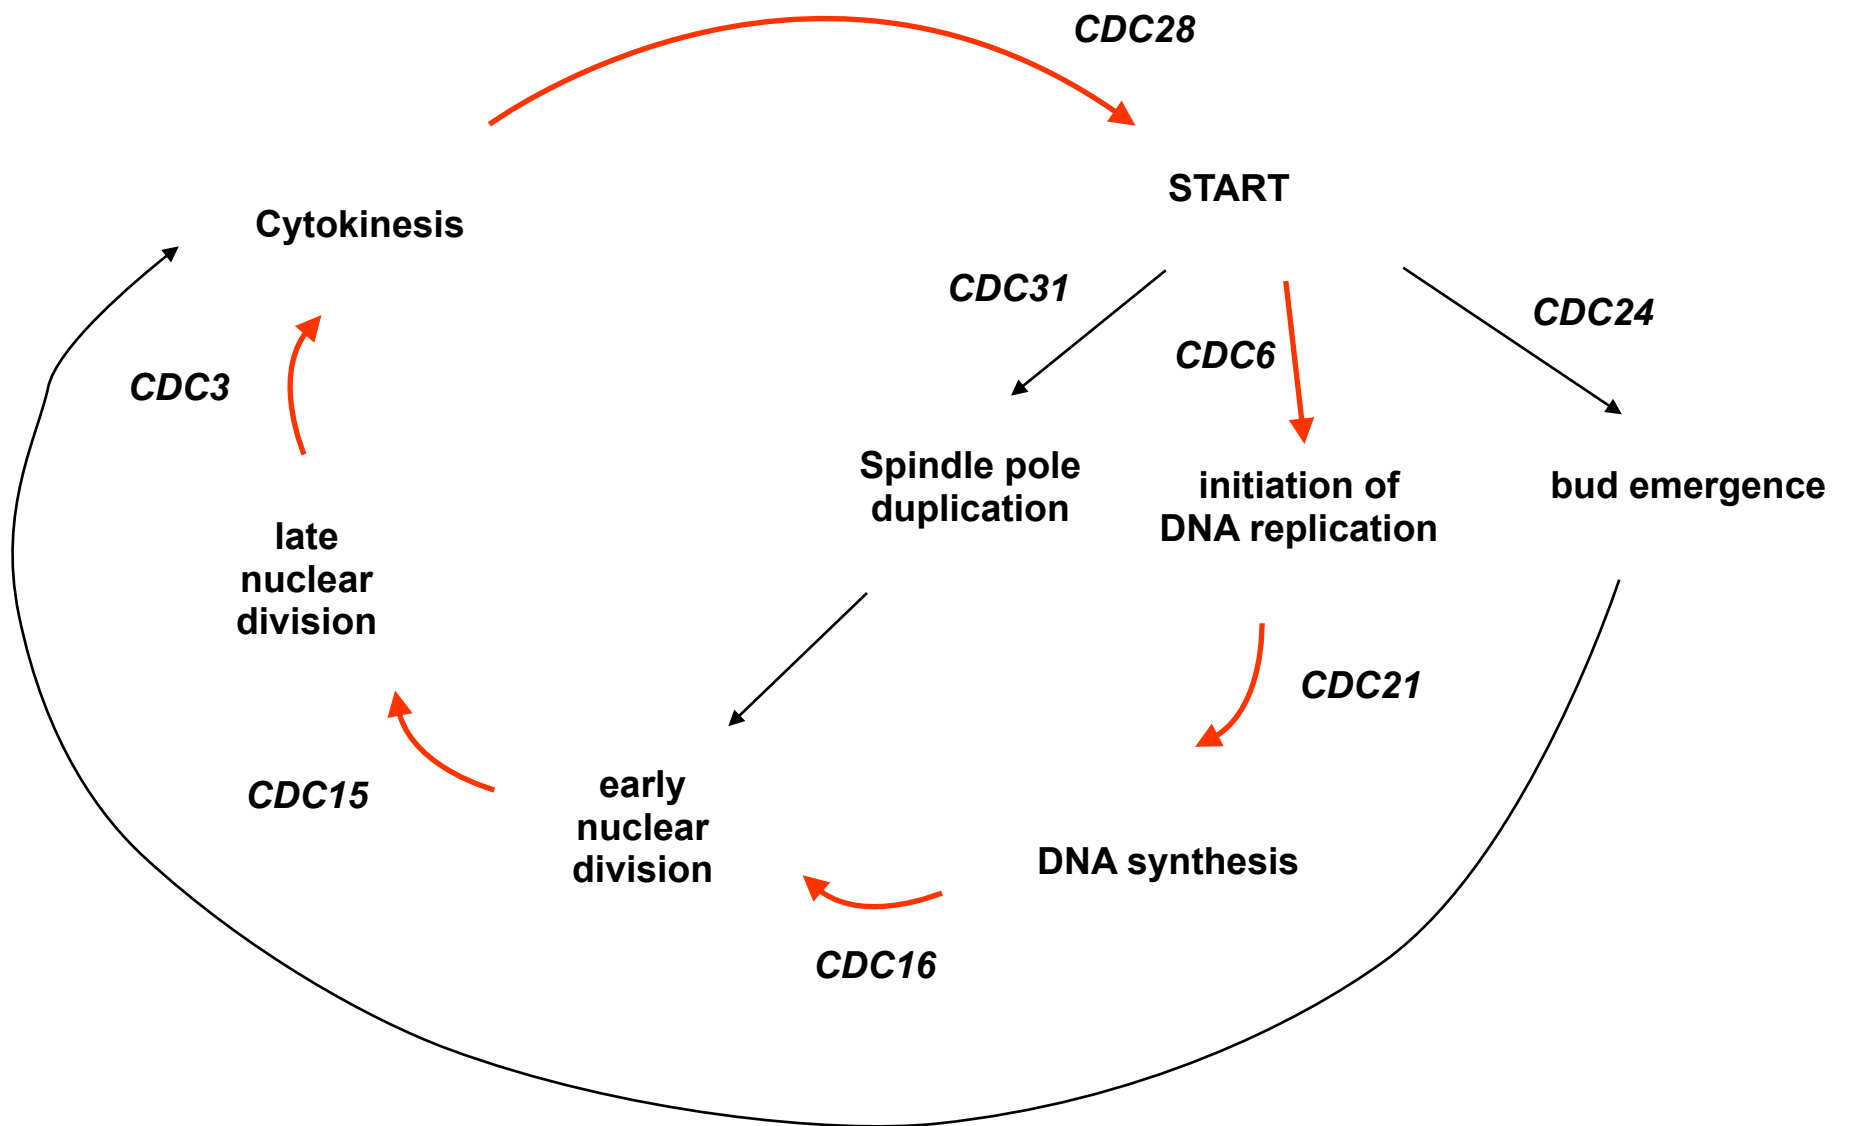 CDC28
START
Cytokinesis
CDC31
CDC24
CDC6
CDC3
Spindle pole
duplication
initiation of
DNA replication
bud emergence
late
nuclear
division
CDC21
CDC15
early
nuclear
division
DNA synthesis
CDC16